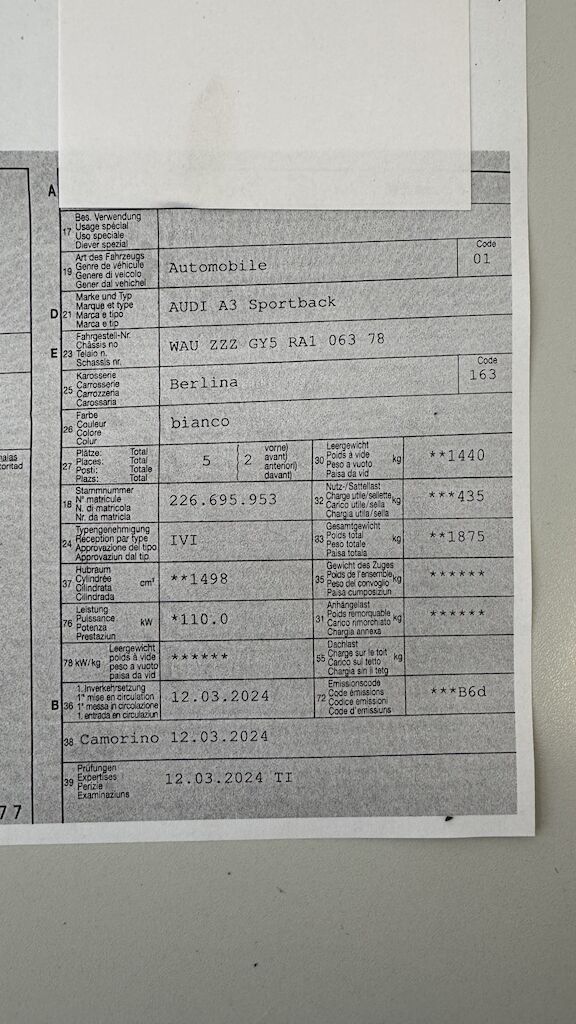 A
Bes. Verwendung
Usage spécial
17 Uso speciale
Diever spezial
Art des Fahrzeugs
19 Genre de véhicule
Genere di veicolo
Gener dal vehichel
Automobile
Code
01
Marke und Typ
D 21 Marque et type
Marca e tipo
Marca e tip
AUDI A3 Sportback
Fahrgestell-Nr.
E 23 Châssis no
Telaio n.
Schassis nr.
WAU ZZZ GY5 RA1 063 78
Karosserie
25 Carrosserie
Carrozzeria
Carossaria
Berlina
Code
163
Farbe
26 Couleur
Colore
Colur
bianco
27 Plätze: Total
Places: Total
Posti: Totale
Plazs: Total
5 2 vorne)
avant)
anteriori)
davant)
30 Leergewicht
Poids à vide
Peso a vuoto
Paisa da vid
kg **1440
18 Stammnummer
N° matricule
N. di matricola
Nr. da matricla
226.695.953
32 Nutz-/Sattellast
Charge utile/sellette kg
Carico utile/sella
Chargia utila/sella
***435
24 Typengenehmigung
Réception par type
Approvazione del tipo
Approvaziun dal tip
IVI
33 Gesamtgewicht
Poids total
Peso totale
Paisa totala
kg **1875
37 Hubraum
Cylindrée
Cilindrata
Cilindrada
cm³ **1498
35 Gewicht des Zuges
Poids de l'ensemble kg
Peso del convoglio
Paisa cumposiziun
******
76 Leistung
Puissance
Potenza
Prestaziun
kW *110.0
31 Anhängelast
Poids remorquable kg
Carico rimorchiato
Chargia annexa
******
78 kW/kg Leergewicht
poids à vide
peso a vuoto
paisa da vid
******
55 Dachlast
Charge sur le toit kg
Carico sul tetto
Chargia sin il tetg
B 36 1. Inverkehrsetzung
1re mise en circulation
1a messa in circolazione
1. entrada en circulaziun
12.03.2024
72 Emissionscode
Code émissions
Codice emissioni
Code d'emissiuns
***B6d
38 Camorino 12.03.2024
39 Prüfungen
Expertises
Perizie
Examinaziuns
12.03.2024 TI
77